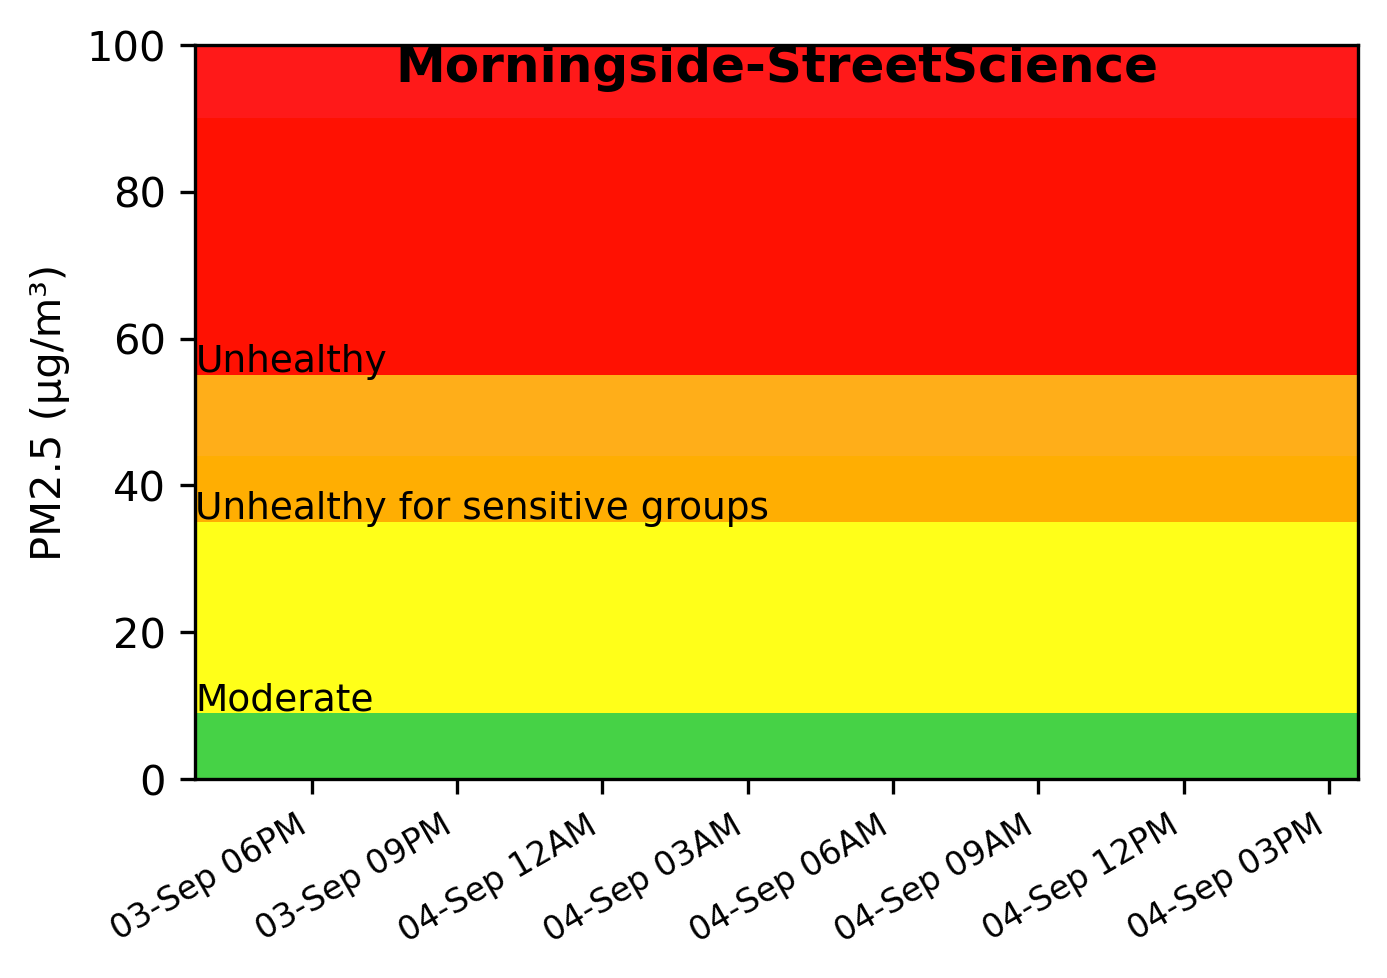 Morningside-StreetScience
PM2.5 (µg/m³)
100
80
60
40
20
0
Unhealthy
Unhealthy for sensitive groups
Moderate
03-Sep 06PM
03-Sep 09PM
04-Sep 12AM
04-Sep 03AM
04-Sep 06AM
04-Sep 09AM
04-Sep 12PM
04-Sep 03PM